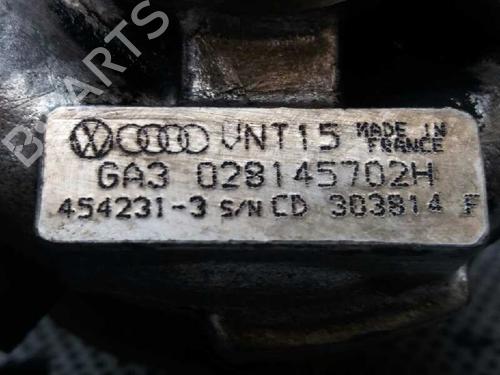 VNT15 MADE IN FRANCE
GA3 028145702H
454231-3 S/N CD 303814 F
B-PARTS